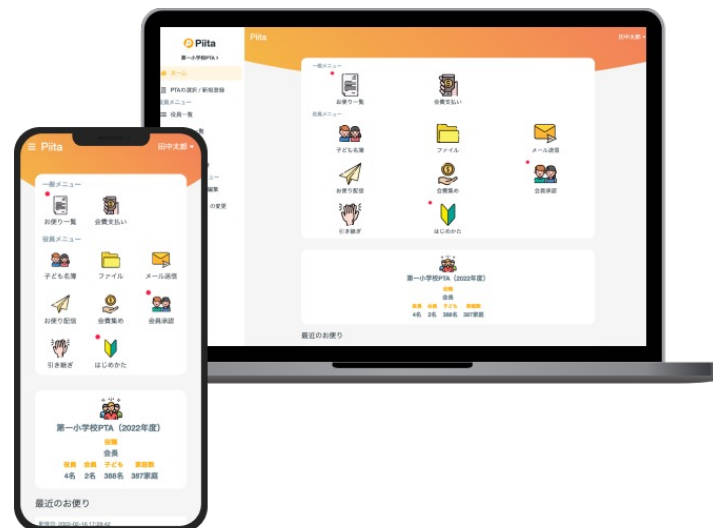 Piita
第一小学校PTA
ホーム
PTAの選択 / 新規登録
役員一覧
編集
の変更
Piita
田中太郎
一般メニュー
お便り一覧
会費支払い
役員メニュー
子ども名簿
ファイル
メール送信
お便り配信
会費集め
会員承認
引き継ぎ
はじめかた
第一小学校PTA（2022年度）
役職
会長
役員 会員 子ども 家庭数
4名 2名 388名 387家庭
最近のお便り
Piita
田中太郎
一般メニュー
お便り一覧
会費支払い
役員メニュー
子ども名簿
ファイル
メール送信
お便り配信
会費集め
会員承認
引き継ぎ
はじめかた
第一小学校PTA（2022年度）
役職
会長
役員 会員 子ども 家庭数
4名 2名 388名 387家庭
最近のお便り